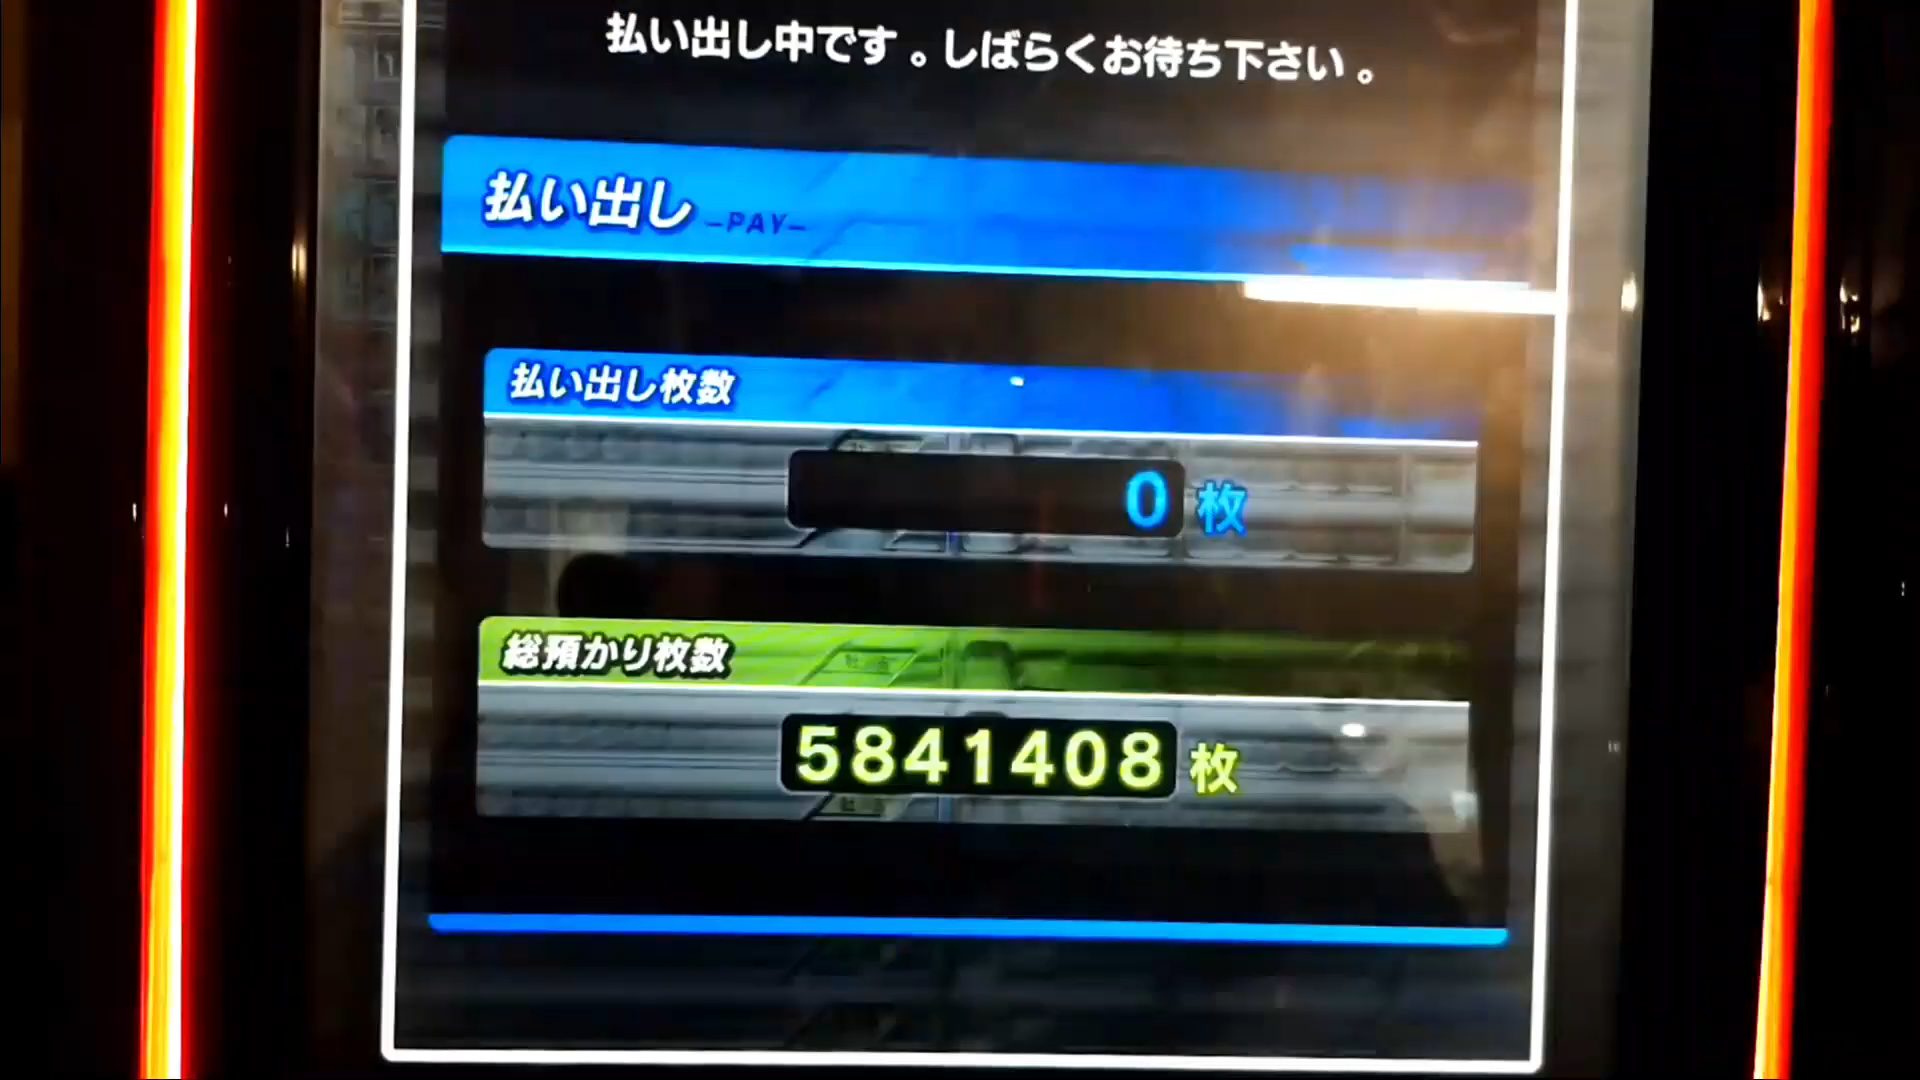 払い出し中です。しばらくお待ち下さい。
払い出し -PAY-
払い出し枚数
0 枚
総預かり枚数
5841408 枚